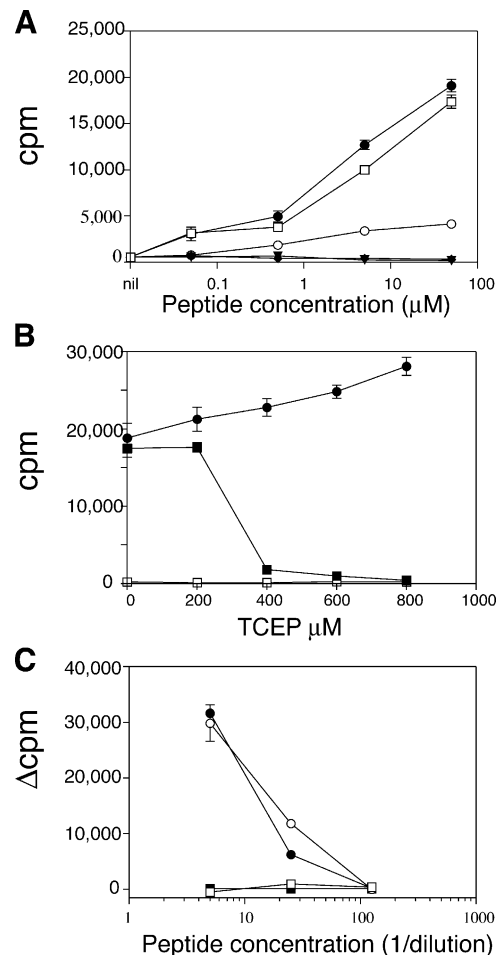 A
25,000
20,000
15,000
10,000
5,000
0
cpm
nil 0.1 1 10 100
Peptide concentration (μM)
B
30,000
20,000
10,000
0
cpm
0 200 400 600 800 1000
TCEP μM
C
40,000
30,000
20,000
10,000
0
Δcpm
1 10 100 1000
Peptide concentration (1/dilution)